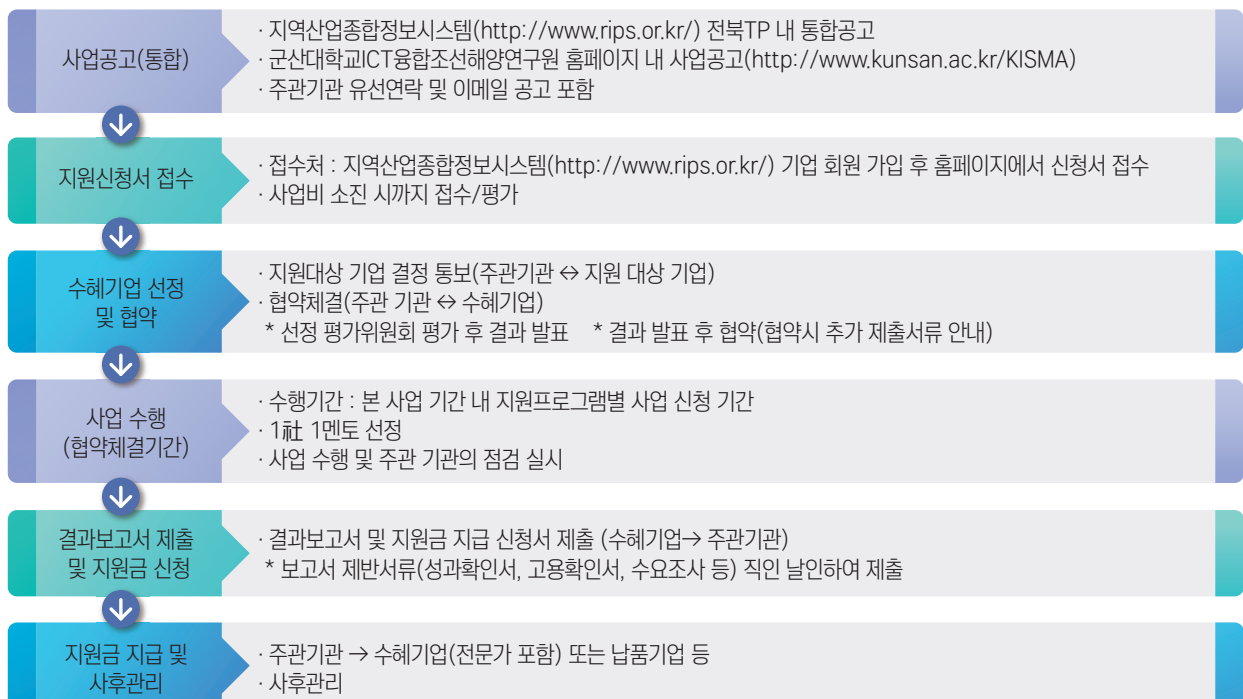 사업공고(통합)
· 지역산업종합정보시스템(http://www.rips.or.kr/) 전북TP 내 통합공고
· 군산대학교ICT융합조선해양연구원 홈페이지 내 사업공고(http://www.kunsan.ac.kr/KISMA)
· 주관기관 유선연락 및 이메일 공고 포함
지원신청서 접수
· 접수처 : 지역산업종합정보시스템(http://www.rips.or.kr/) 기업 회원 가입 후 홈페이지에서 신청서 접수
· 사업비 소진 시까지 접수/평가
수혜기업 선정
및 협약
· 지원대상 기업 결정 통보(주관기관 ↔ 지원 대상 기업)
· 협약체결(주관 기관 ↔ 수혜기업)
* 선정 평가위원회 평가 후 결과 발표 * 결과 발표 후 협약(협약시 추가 제출서류 안내)
사업 수행
(협약체결기간)
· 수행기간 : 본 사업 기간 내 지원프로그램별 사업 신청 기간
· 1社 1멘토 선정
· 사업 수행 및 주관 기관의 점검 실시
결과보고서 제출
및 지원금 신청
· 결과보고서 및 지원금 지급 신청서 제출 (수혜기업→ 주관기관)
* 보고서 제반서류(성과확인서, 고용확인서, 수요조사 등) 직인 날인하여 제출
지원금 지급 및
사후관리
· 주관기관 → 수혜기업(전문가 포함) 또는 납품기업 등
· 사후관리